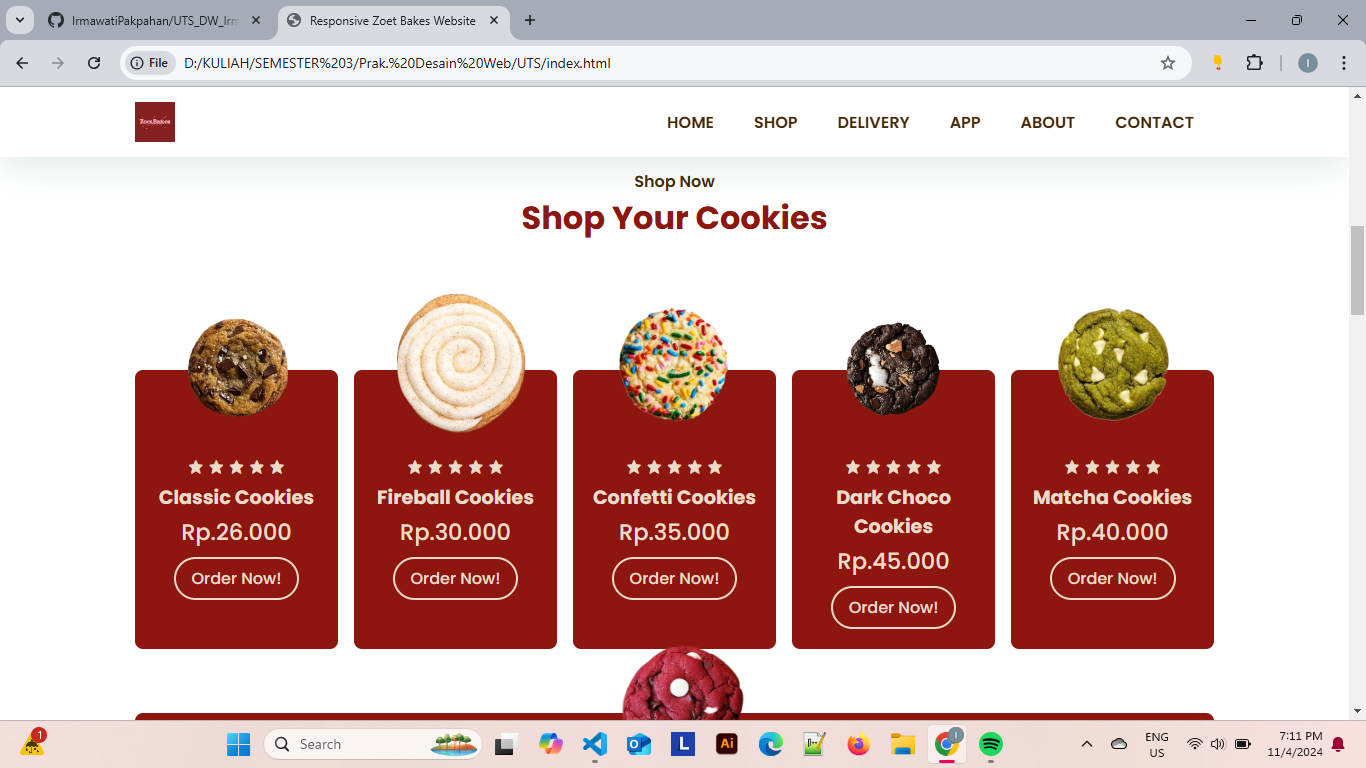 IrmawatiPakpahan/UTS_DW_Irm
Responsive Zoet Bakes Website
File
D:/KULIAH/SEMESTER%203/Prak.%20Desain%20Web/UTS/index.html
I
Zoet Bakes
HOME SHOP DELIVERY APP ABOUT CONTACT
Shop Now
Shop Your Cookies
Classic Cookies
Rp.26.000
Order Now!
Fireball Cookies
Rp.30.000
Order Now!
Confetti Cookies
Rp.35.000
Order Now!
Dark Choco
Cookies
Rp.45.000
Order Now!
Matcha Cookies
Rp.40.000
Order Now!
1
Search
L
Ai
I
ENG
US
7:11 PM
11/4/2024